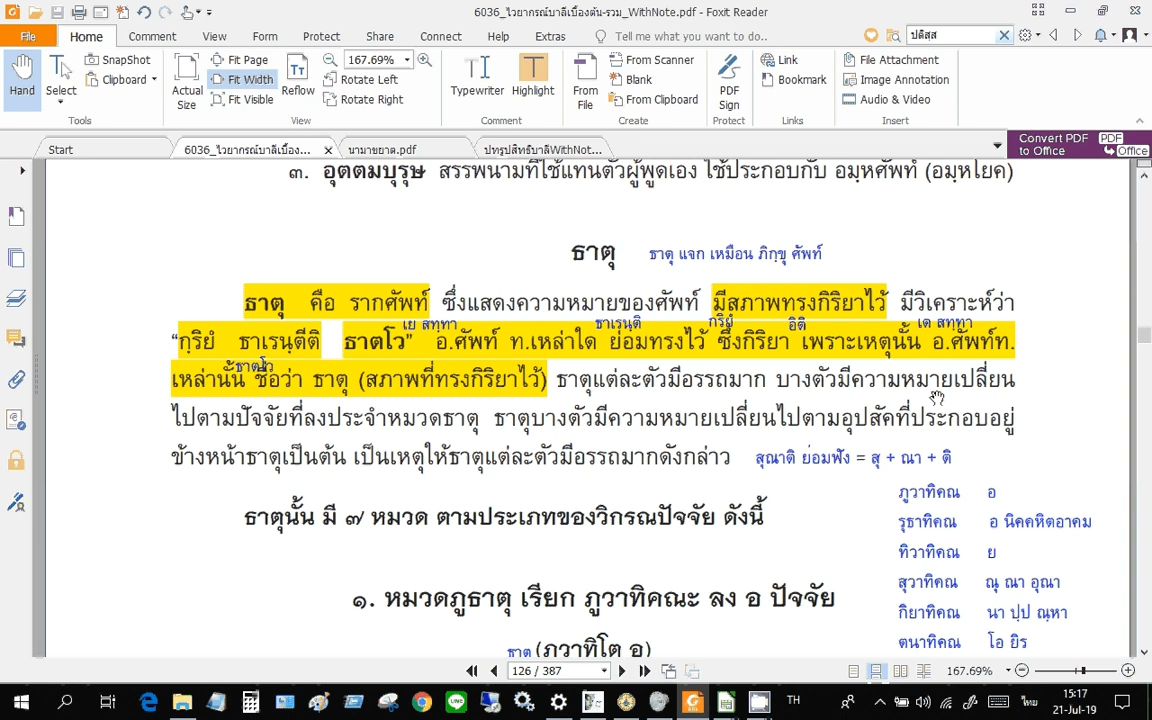 6036_ไวยากรณ์บาลีเบื้องต้น-รวม_WithNote.pdf - Foxit Reader
File Home Comment View Form Protect Share Connect Help Extras Tell me what you want to do.. ปติสส
SnapShot Fit Page 167.69% From Scanner Link File Attachment
Clipboard Fit Width Rotate Left Blank Bookmark Image Annotation
Hand Select Actual Size Fit Visible Reflow Rotate Right Typewriter Highlight From File From Clipboard PDF Sign Audio & Video
Tools View Comment Create Protect Links Insert
Start 6036_ไวยากรณ์บาลีเบื้อง... นามาขยาต.pdf ปทรูปสิทธิบาลีWithNot... Convert PDF to Office PDF Office
๓. อุตตมบุรุษ สรรพนามที่ใช้แทนตัวผู้พูดเอง ใช้ประกอบกับ อมฺหศัพท์ (อมฺหโยค)
ธาตุ ธาตุ แจก เหมือน ภิกฺขุ ศัพท์
ธาตุ คือ รากศัพท์ ซึ่งแสดงความหมายของศัพท์ มีสภาพทรงกิริยาไว้ มีวิเคราะห์ว่า
เย สทฺทา ธาเรนฺติ กฺริยํ อิติ เต สทฺทา
“กฺริยํ ธาเรนฺตีติ ธาตโว” อ.ศัพท์ ท.เหล่าใด ย่อมทรงไว้ ซึ่งกิริยา เพราะเหตุนั้น อ.ศัพท์ท.
ธาตโว
เหล่านั้น ชื่อว่า ธาตุ (สภาพที่ทรงกิริยาไว้) ธาตุแต่ละตัวมีอรรถมาก บางตัวมีความหมายเปลี่ยน
ไปตามปัจจัยที่ลงประจำหมวดธาตุ ธาตุบางตัวมีความหมายเปลี่ยนไปตามอุปสัคที่ประกอบอยู่
ข้างหน้าธาตุเป็นต้น เป็นเหตุให้ธาตุแต่ละตัวมีอรรถมากดังกล่าว สุณาติ ย่อมฟัง = สุ + ณา + ติ
ภูวาทิคณ อ
ธาตุนั้น มี ๗ หมวด ตามประเภทของวิกรณปัจจัย ดังนี้
รุธาทิคณ อ นิคคหิตอาคม
ทิวาทิคณ ย
สุวาทิคณ ณุ ณา อุณา
๑. หมวดภูธาตุ เรียก ภูวาทิคณะ ลง อ ปัจจัย
กิยาทิคณ นา ปฺป ณฺหา
ตนาทิคณ โอ ยิร
ธาตุ (ภูวาทิโต อ)
126 / 387 167.69%
TH ไทย 15:17
21-Jul-19